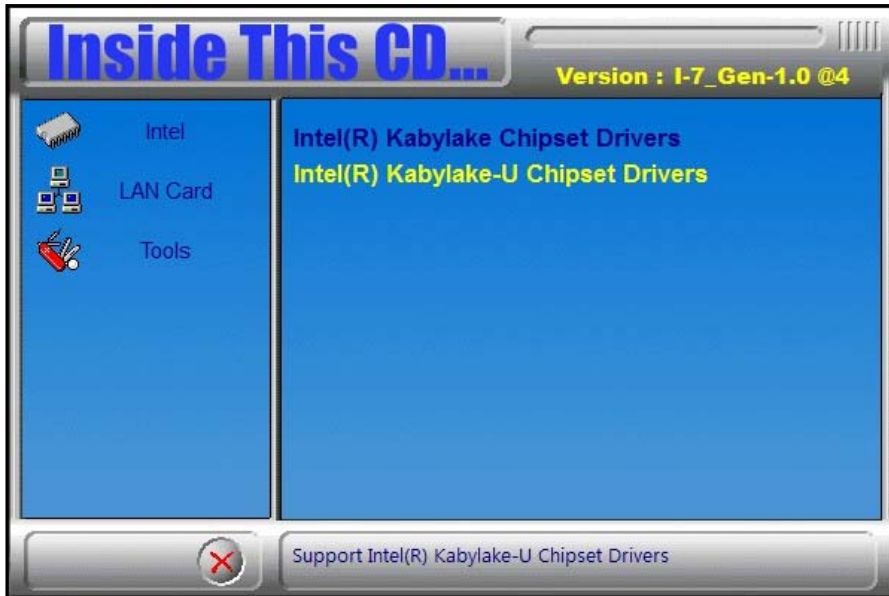 Inside This CD...
Version : I-7_Gen-1.0 @4
Intel
LAN Card
Tools
Intel(R) Kabylake Chipset Drivers
Intel(R) Kabylake-U Chipset Drivers
Support Intel(R) Kabylake-U Chipset Drivers